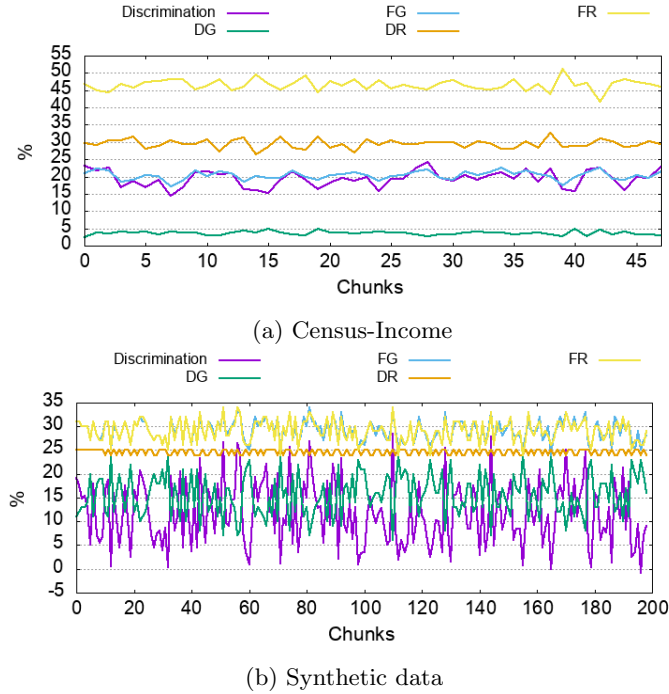 Discrimination FG FR
DG DR
55
50
45
40
35
30
25
20
15
10
5
0
%
0 5 10 15 20 25 30 35 40 45
Chunks
(a) Census-Income
Discrimination FG FR
DG DR
35
30
25
20
15
10
5
0
-5
%
0 20 40 60 80 100 120 140 160 180 200
Chunks
(b) Synthetic data